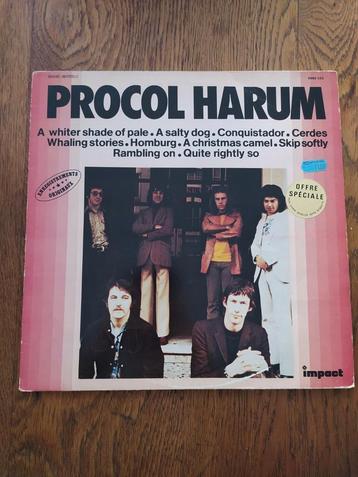 PROCOL HARUM
A whiter shade of pale • A salty dog • Conquistador • Cerdes
Whaling stories • Homburg • A christmas camel • Skip softly
Rambling on • Quite rightly so
ENREGISTREMENTS
ORIGINAUX
OFFRE
SPÉCIALE
impact